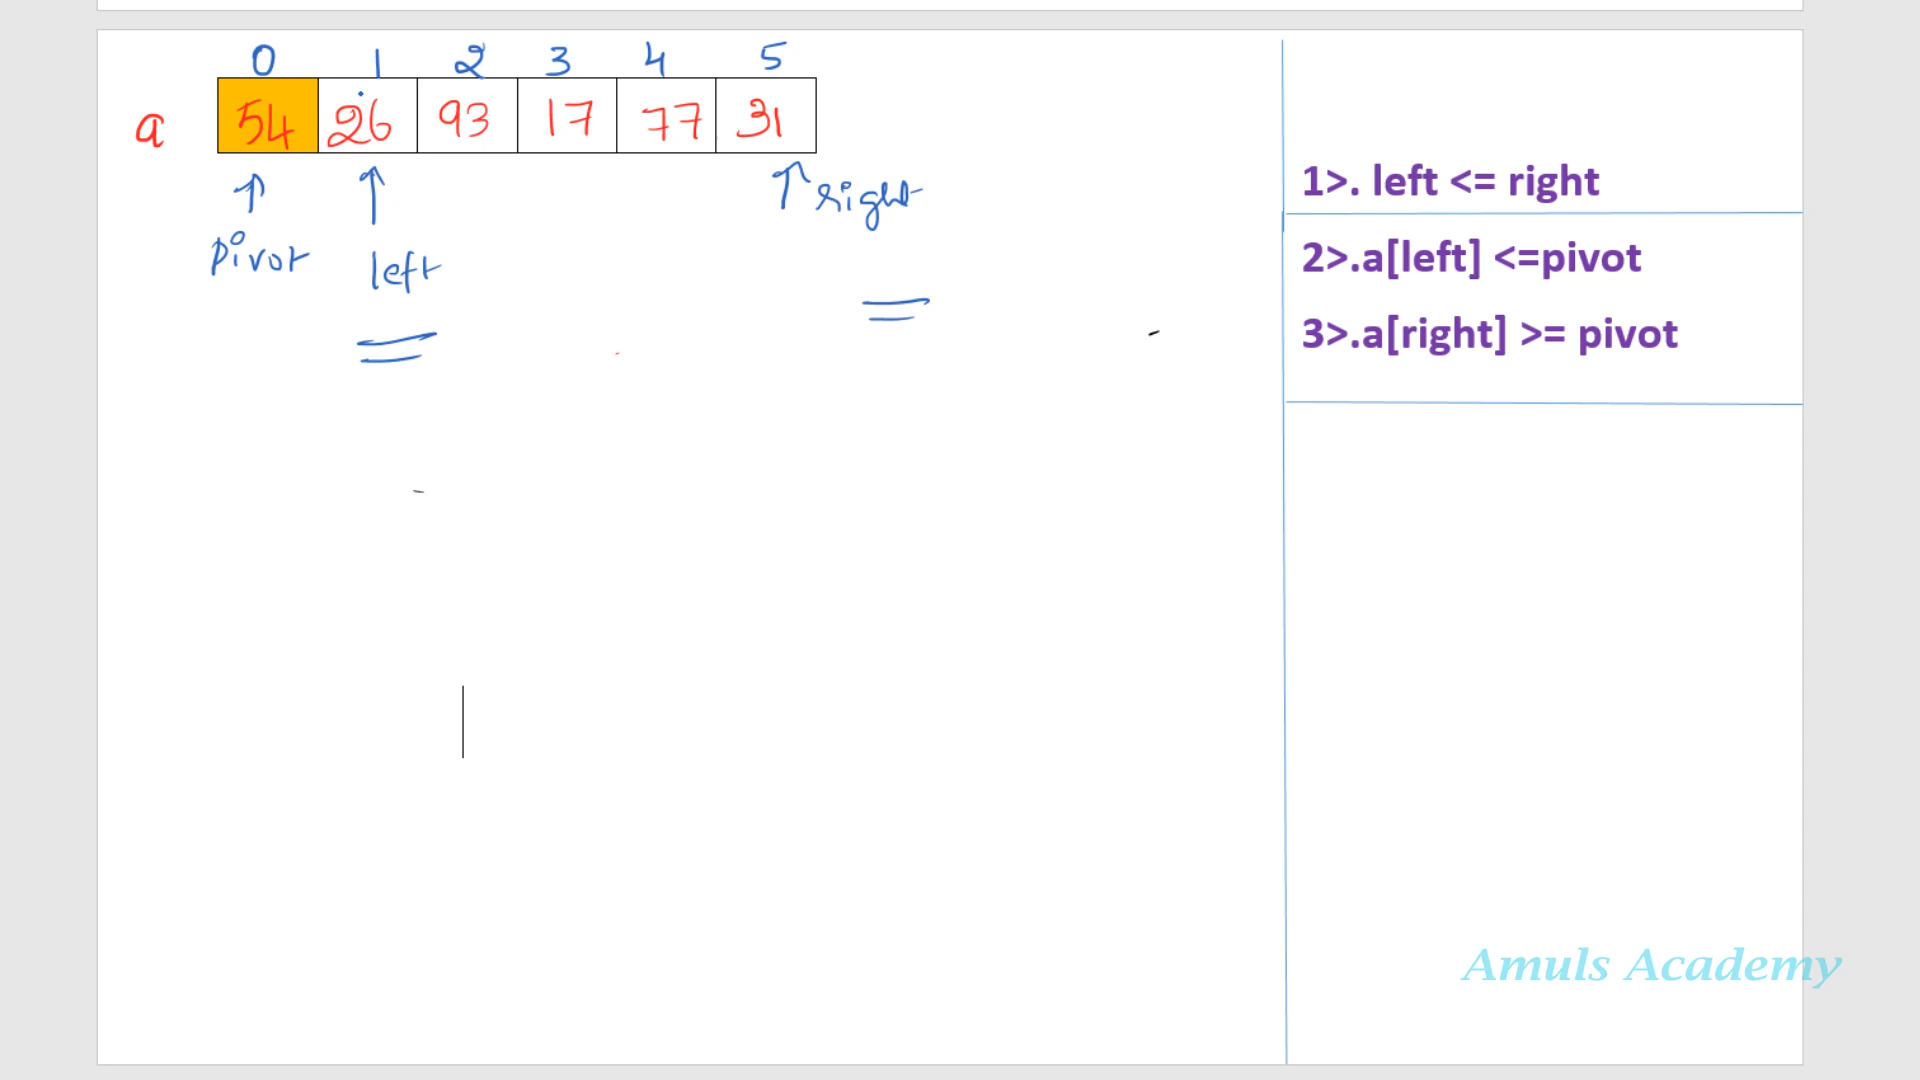 0 1 2 3 4 5
a 54 26 93 17 77 31
right
pivot left
1>. left <= right
2>.a[left] <=pivot
3>.a[right] >= pivot
Amuls Academy